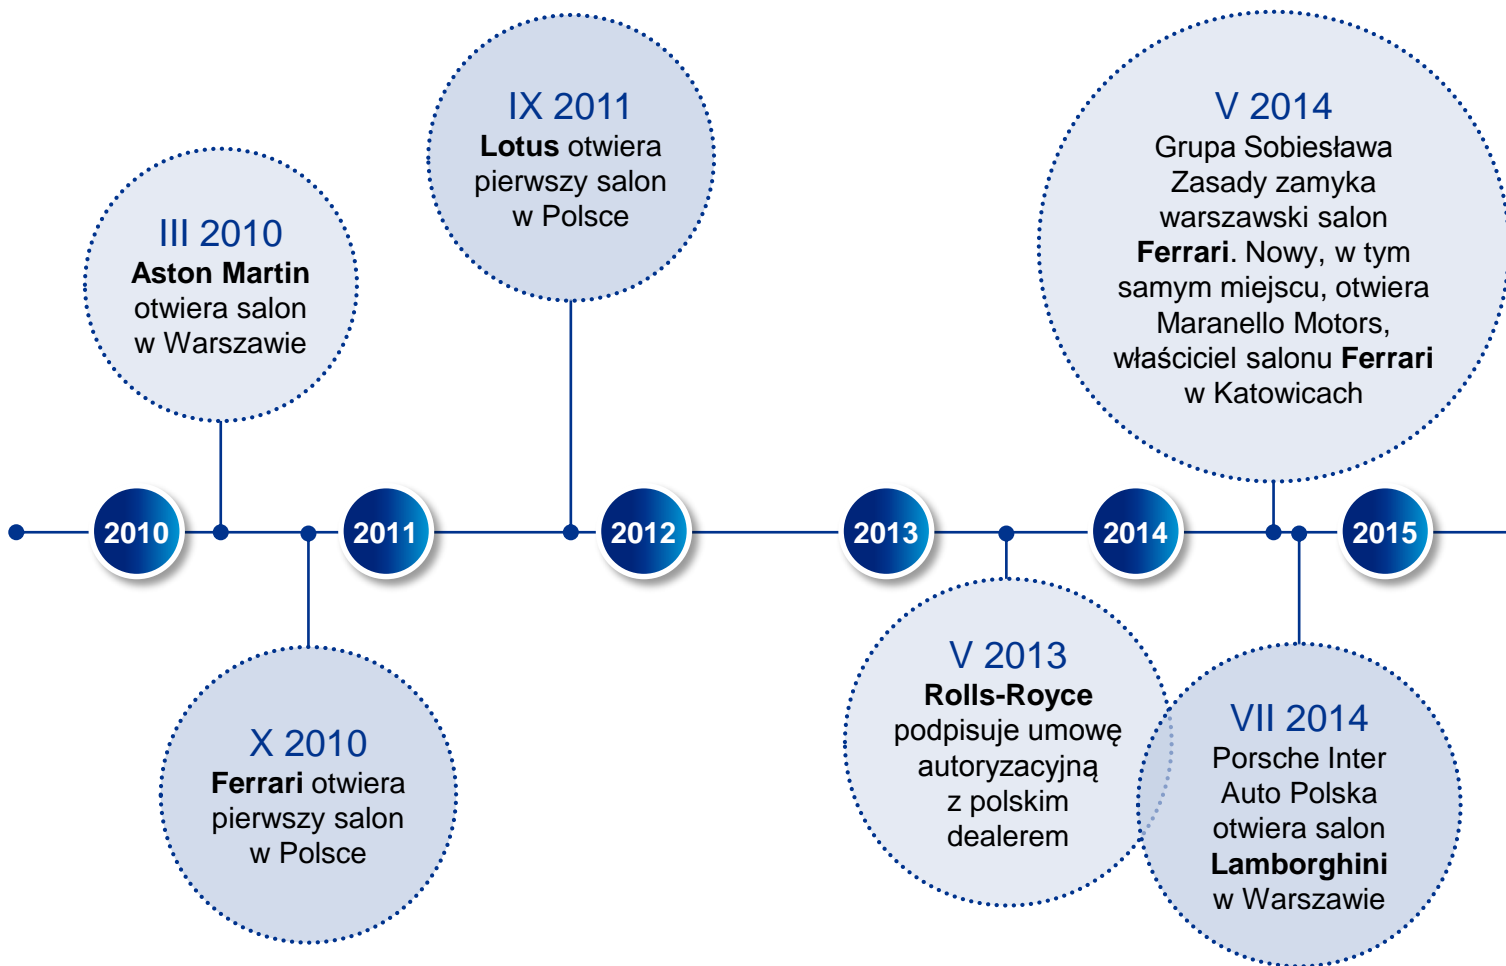 IX 2011
Lotus otwiera
pierwszy salon
w Polsce
V 2014
Grupa Sobiesława
Zasady zamyka
warszawski salon
Ferrari. Nowy, w tym
samym miejscu, otwiera
Maranello Motors,
właściciel salonu Ferrari
w Katowicach
III 2010
Aston Martin
otwiera salon
w Warszawie
2010
2011
2012
2013
2014
2015
X 2010
Ferrari otwiera
pierwszy salon
w Polsce
V 2013
Rolls-Royce
podpisuje umowę
autoryzacyjną
z polskim
dealerem
VII 2014
Porsche Inter
Auto Polska
otwiera salon
Lamborghini
w Warszawie